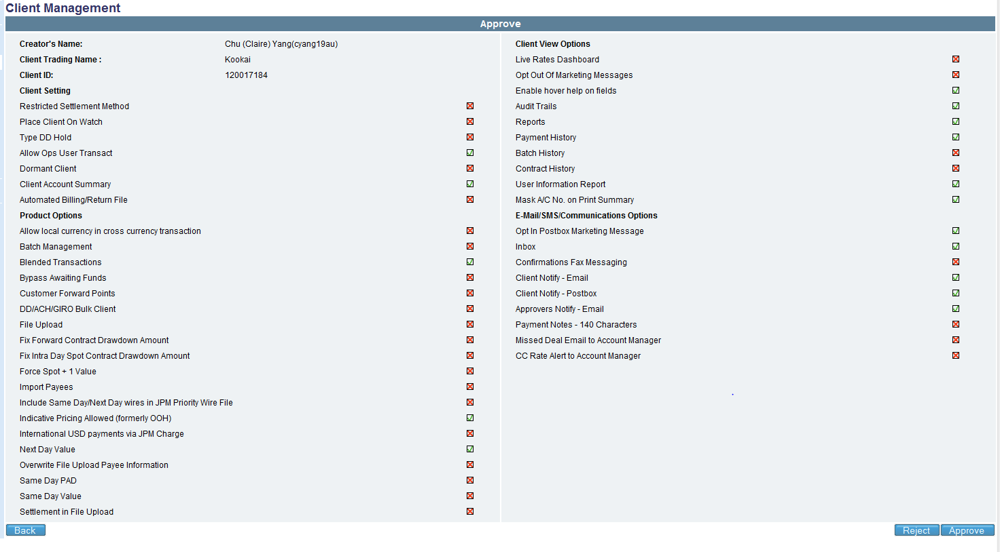 Client Management
Approve
Creator's Name: Chu (Claire) Yang(cyang19au)
Client Trading Name : Kookai
Client ID: 120017184
Client Setting
Restricted Settlement Method
Place Client On Watch
Type DD Hold
Allow Ops User Transact
Dormant Client
Client Account Summary
Automated Billing/Return File
Product Options
Allow local currency in cross currency transaction
Batch Management
Blended Transactions
Bypass Awaiting Funds
Customer Forward Points
DD/ACH/GIRO Bulk Client
File Upload
Fix Forward Contract Drawdown Amount
Fix Intra Day Spot Contract Drawdown Amount
Force Spot + 1 Value
Import Payees
Include Same Day/Next Day wires in JPM Priority Wire File
Indicative Pricing Allowed (formerly OOH)
International USD payments via JPM Charge
Next Day Value
Overwrite File Upload Payee Information
Same Day PAD
Same Day Value
Settlement in File Upload
Client View Options
Live Rates Dashboard
Opt Out Of Marketing Messages
Enable hover help on fields
Audit Trails
Reports
Payment History
Batch History
Contract History
User Information Report
Mask A/C No. on Print Summary
E-Mail/SMS/Communications Options
Opt In Postbox Marketing Message
Inbox
Confirmations Fax Messaging
Client Notify - Email
Client Notify - Postbox
Approvers Notify - Email
Payment Notes - 140 Characters
Missed Deal Email to Account Manager
CC Rate Alert to Account Manager
Back
Reject
Approve